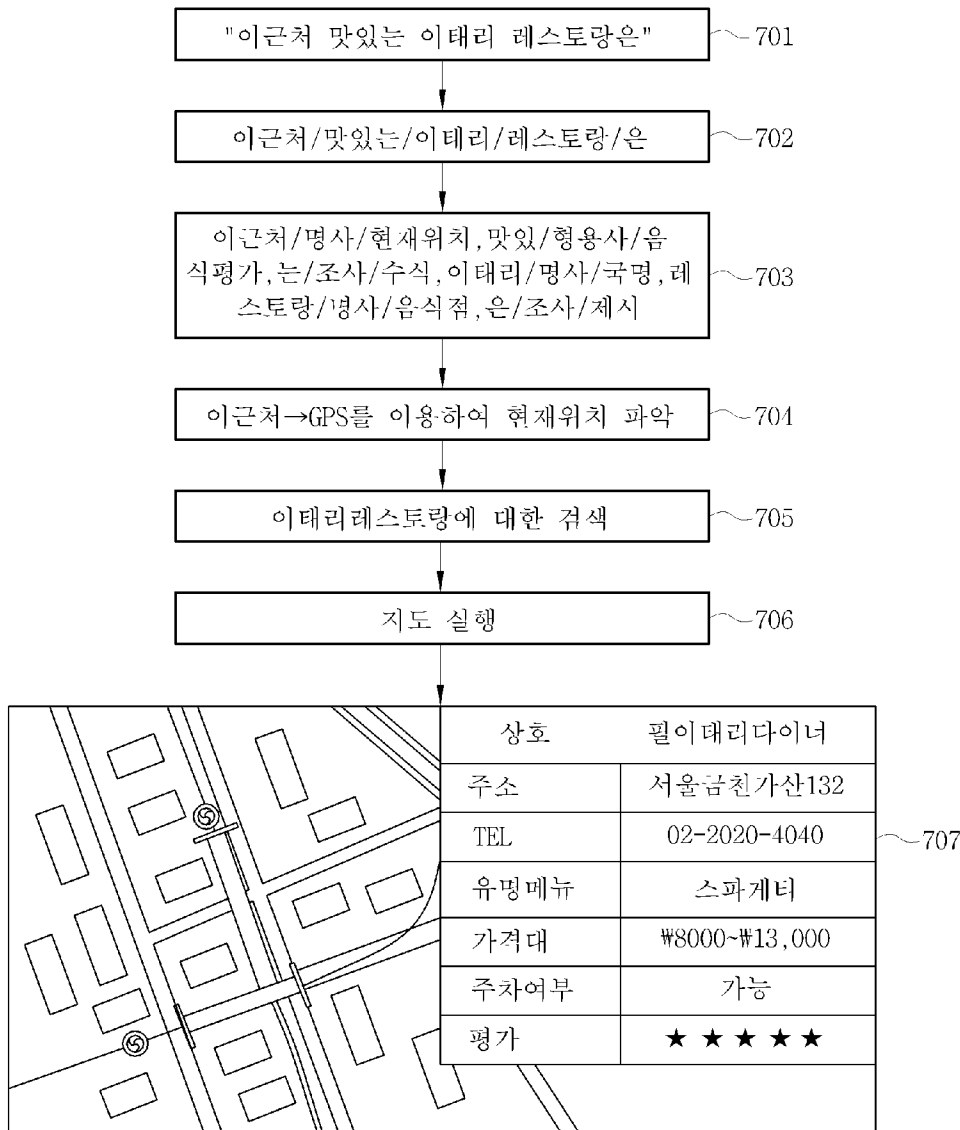 "이근처 맛있는 이태리 레스토랑은" 701
이근처/맛있는/이태리/레스토랑/은 702
이근처/명사/현재위치,맛있/형용사/음
식평가,는/조사/수식,이태리/명사/국명,레 703
스토랑/명사/음식점,은/조사/제시
이근처→GPS를 이용하여 현재위치 파악 704
이태리레스토랑에 대한 검색 705
지도 실행 706
상호 필이태리다이너
주소 서울금천가산132
TEL 02-2020-4040 707
유명메뉴 스파게티
가격대 ₩8000~₩13,000
주차여부 가능
평가 ★★★★★